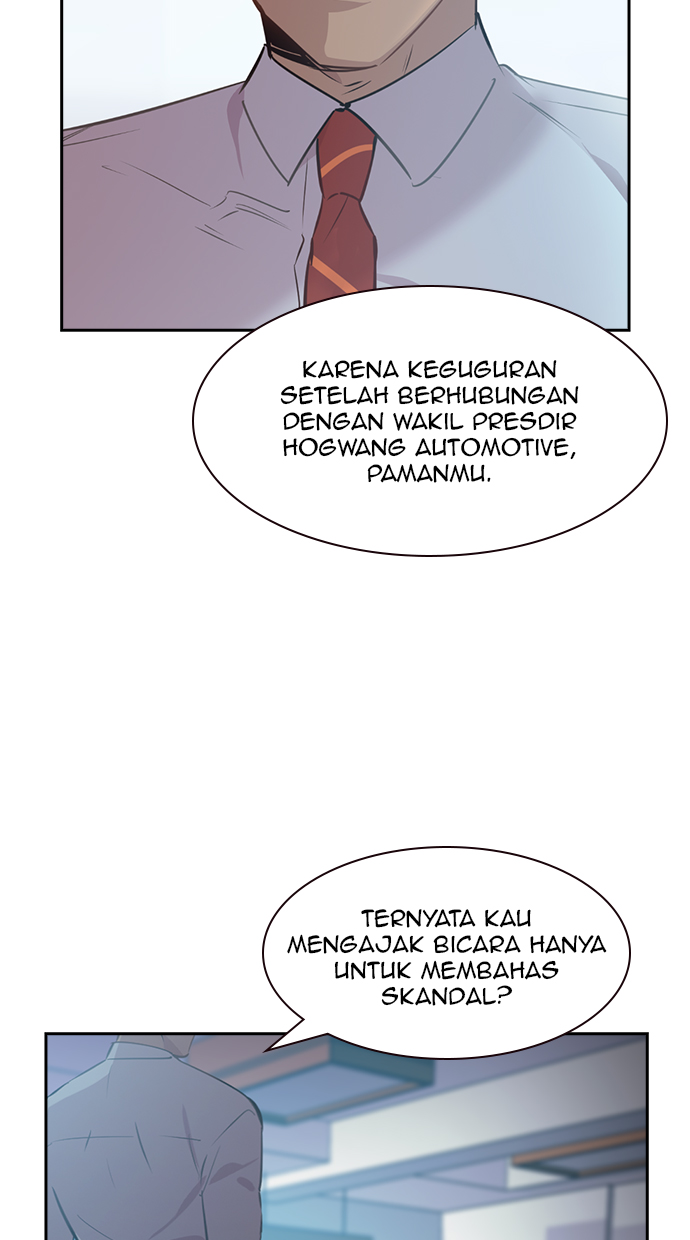 KARENA KEGUGURAN
SETELAH BERHUBUNGAN
DENGAN WAKIL PRESDIR
HOGWANG AUTOMOTIVE,
PAMANMU.
TERNYATA KAU
MENGAJAK BICARA HANYA
UNTUK MEMBAHAS
SKANDAL?